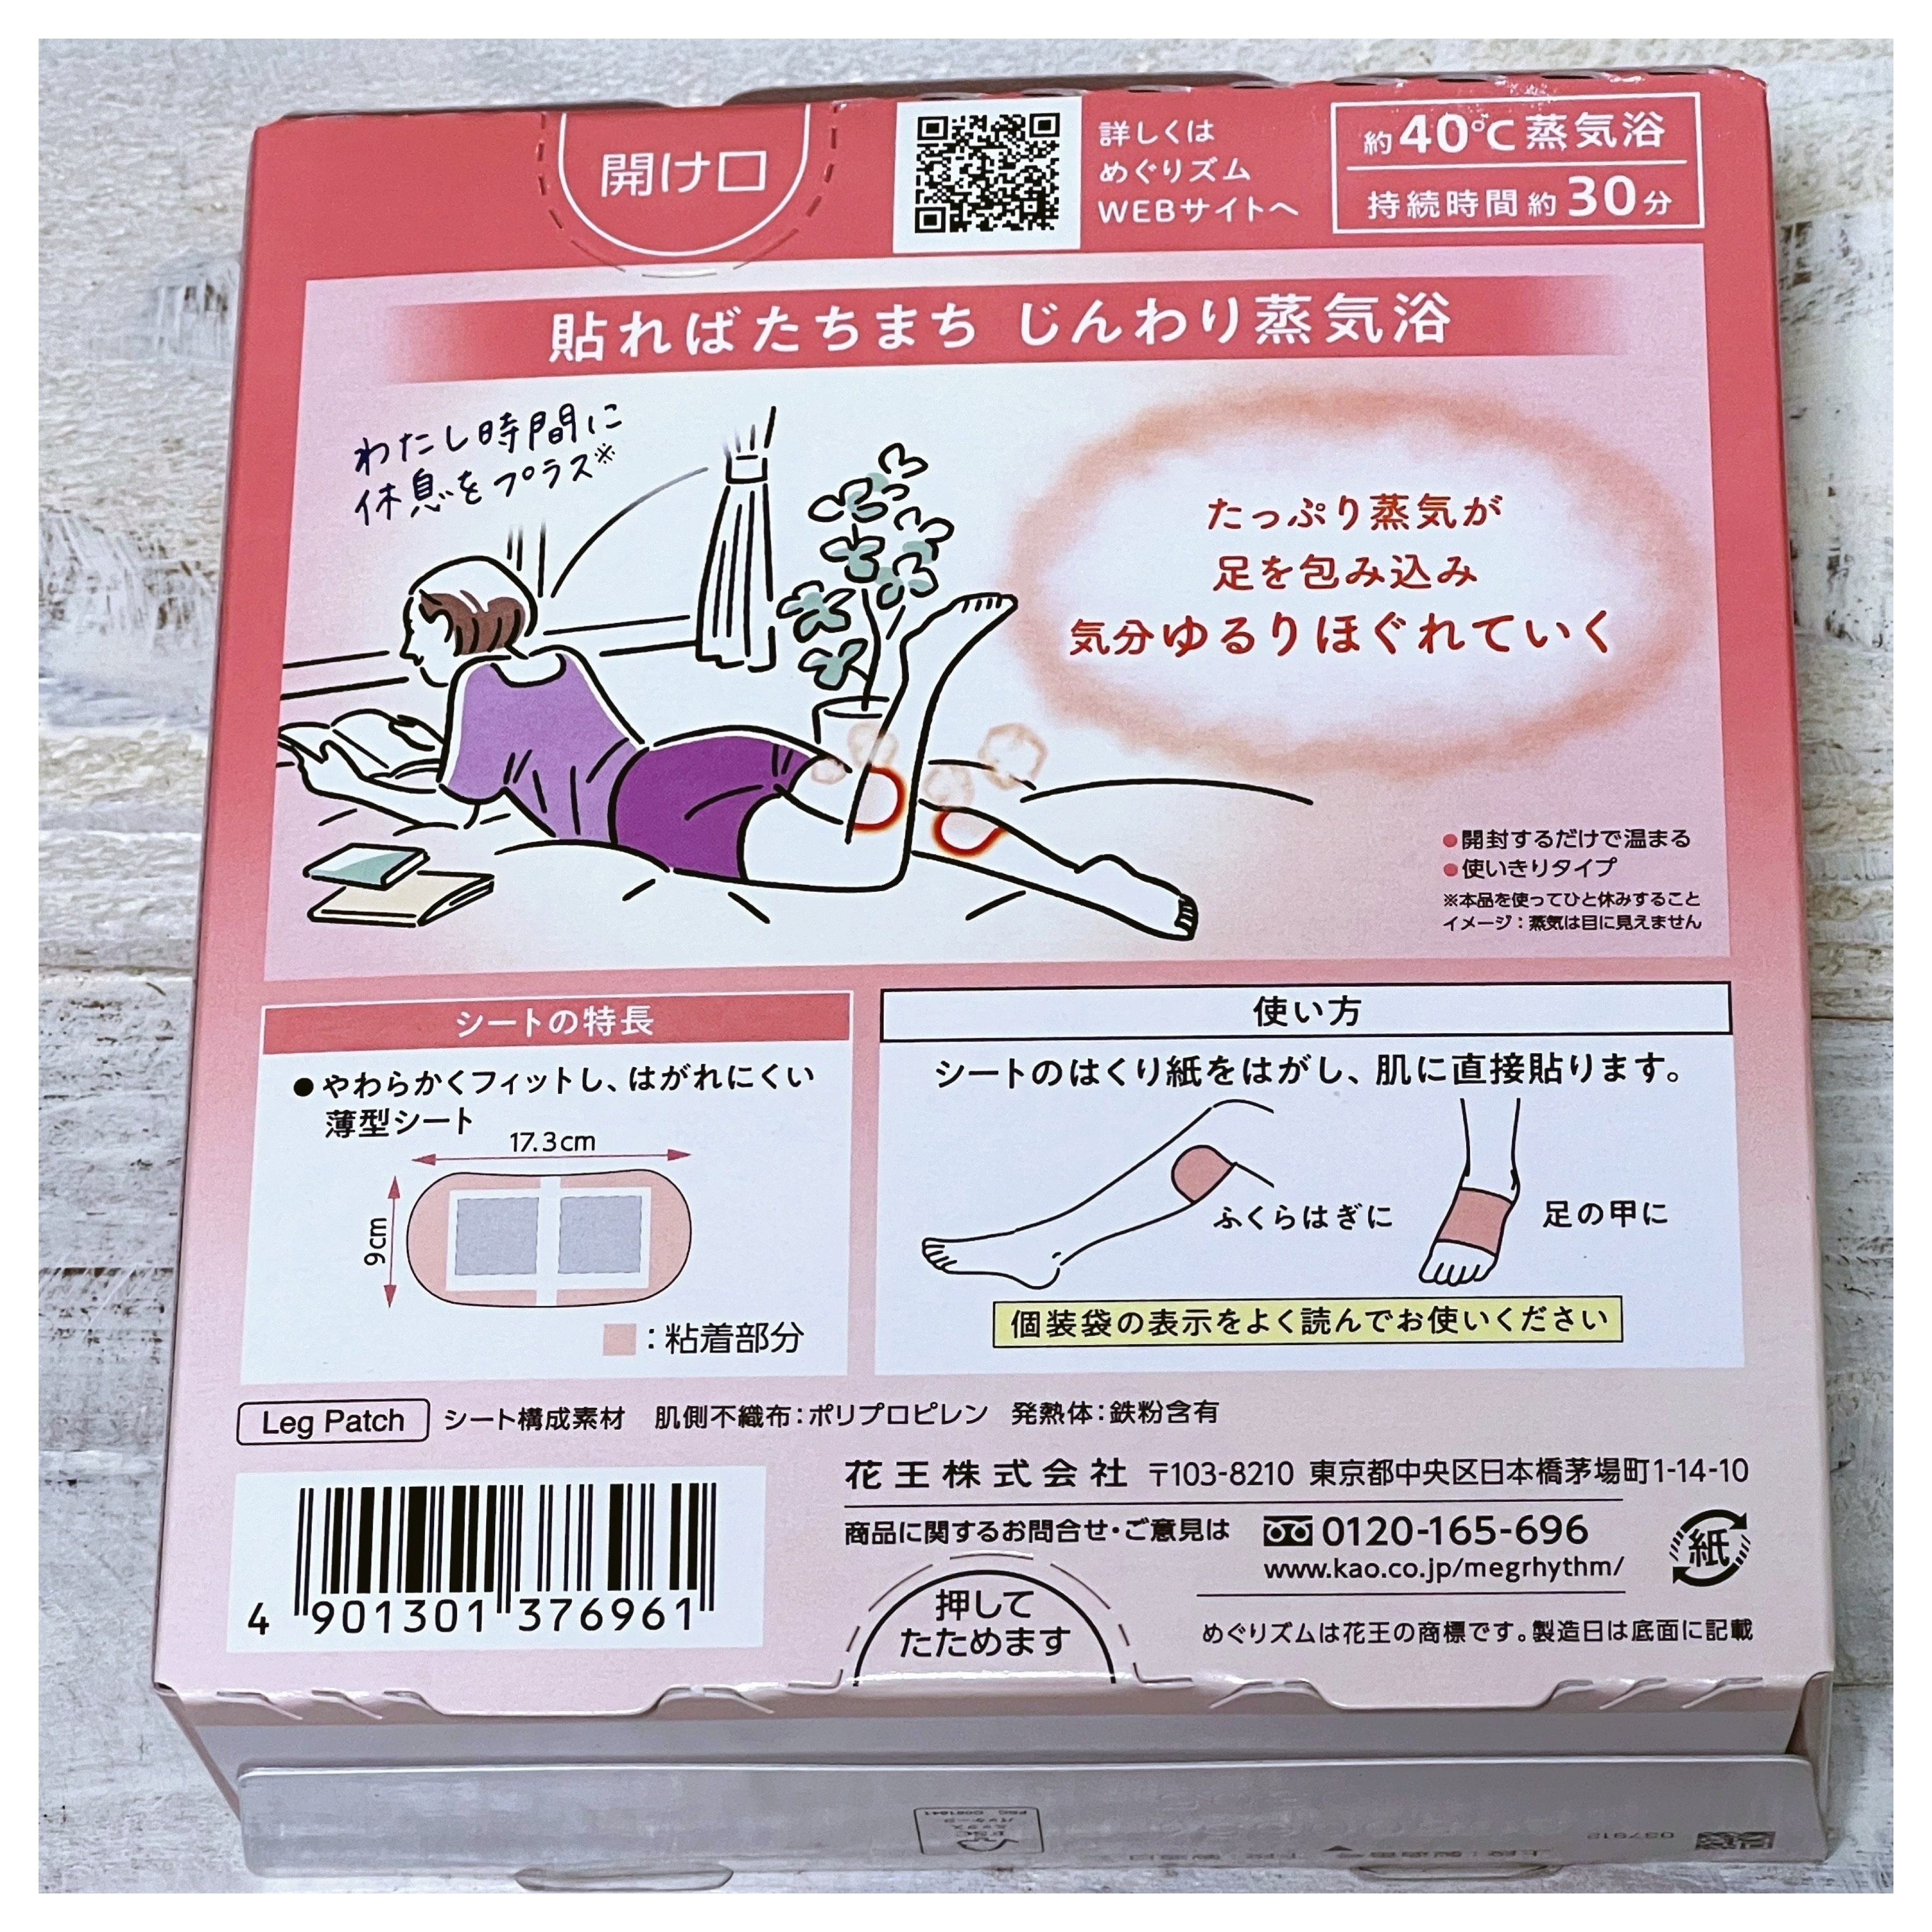 開け口
詳しくは
めぐりズム
WEBサイトへ
約40℃蒸気浴
持続時間約30分
貼ればたちまち じんわり蒸気浴
わたし時間に
休息をプラス※
たっぷり蒸気が
足を包み込み
気分ゆるりほぐれていく
●開封するだけで温まる
●使いきりタイプ
※本品を使ってひと休みすること
イメージ：蒸気は目に見えません
シートの特長
●やわらかくフィットし、はがれにくい
薄型シート
17.3cm
9cm
：粘着部分
使い方
シートのはくり紙をはがし、肌に直接貼ります。
ふくらはぎに
足の甲に
個装袋の表示をよく読んでお使いください
Leg Patch シート構成素材 肌側不織布：ポリプロピレン 発熱体：鉄粉含有
花王株式会社 〒103-8210 東京都中央区日本橋茅場町1-14-10
商品に関するお問合せ・ご意見は 0120-165-696
www.kao.co.jp/megrhythm/
紙
4 901301 376961
押して
たためます
めぐりズムは花王の商標です。製造日は底面に記載
037912